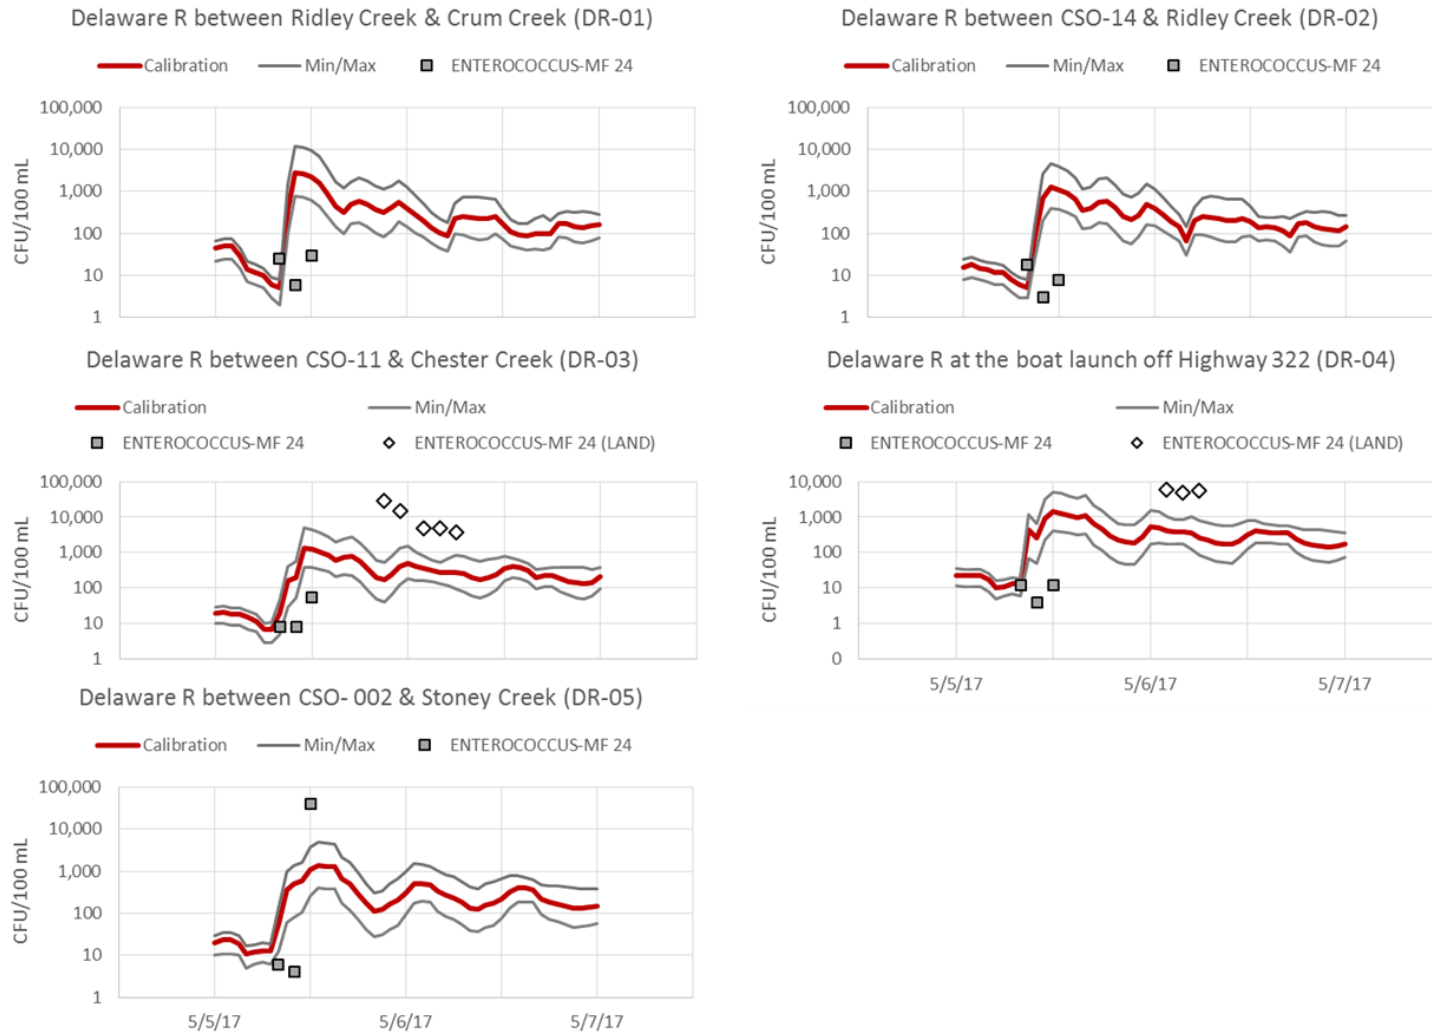 Delaware R between Ridley Creek & Crum Creek (DR-01)
Calibration Min/Max ENTEROCOCCUS-MF 24
100,000
10,000
1,000
100
10
1
CFU/100 mL
Delaware R between CSO-14 & Ridley Creek (DR-02)
Calibration Min/Max ENTEROCOCCUS-MF 24
100,000
10,000
1,000
100
10
1
CFU/100 mL
Delaware R between CSO-11 & Chester Creek (DR-03)
Calibration Min/Max
ENTEROCOCCUS-MF 24 ENTEROCOCCUS-MF 24 (LAND)
100,000
10,000
1,000
100
10
1
CFU/100 mL
Delaware R at the boat launch off Highway 322 (DR-04)
Calibration Min/Max
ENTEROCOCCUS-MF 24 ENTEROCOCCUS-MF 24 (LAND)
10,000
1,000
100
10
1
0
CFU/100 mL
5/5/17 5/6/17 5/7/17
Delaware R between CSO- 002 & Stoney Creek (DR-05)
Calibration Min/Max ENTEROCOCCUS-MF 24
100,000
10,000
1,000
100
10
1
CFU/100 mL
5/5/17 5/6/17 5/7/17